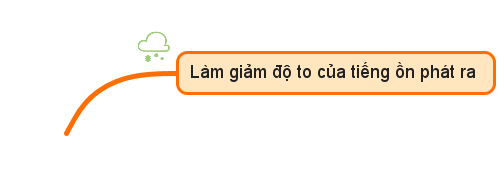 Làm giảm độ to của tiếng ồn phát ra